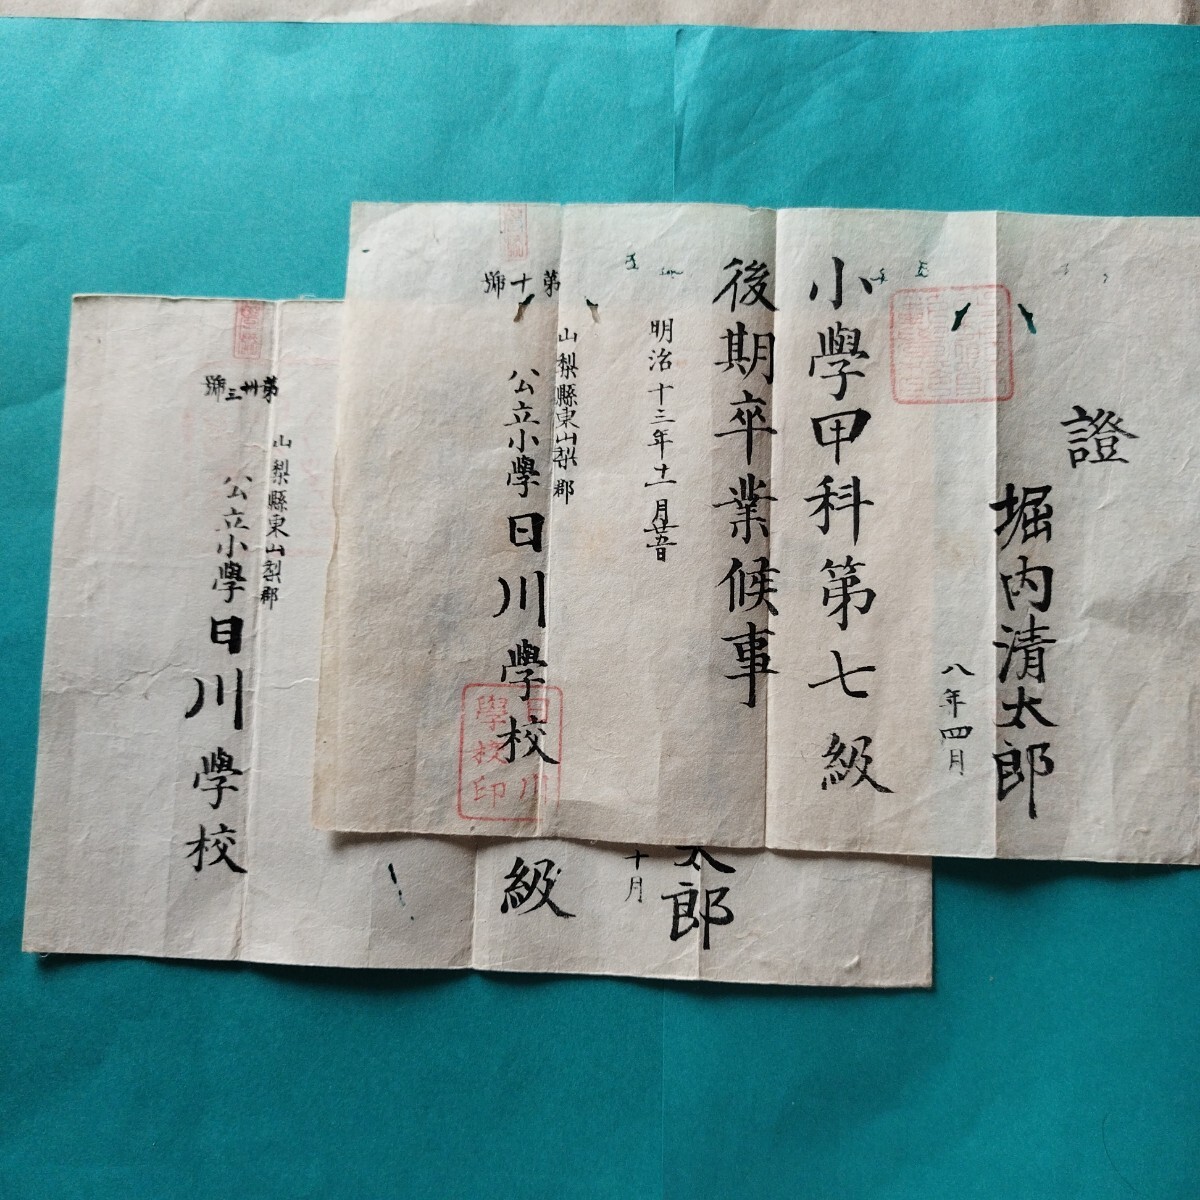 證
堀内清太郎
八年四月
小學甲科第七級
後期卒業候事
明治十三年十一月廿五日
山梨縣東山梨郡
公立小學日川學校
第十號
日川
學校印
太郎
十月
級
山梨縣東山梨郡
公立小學日川學校
第卅三號